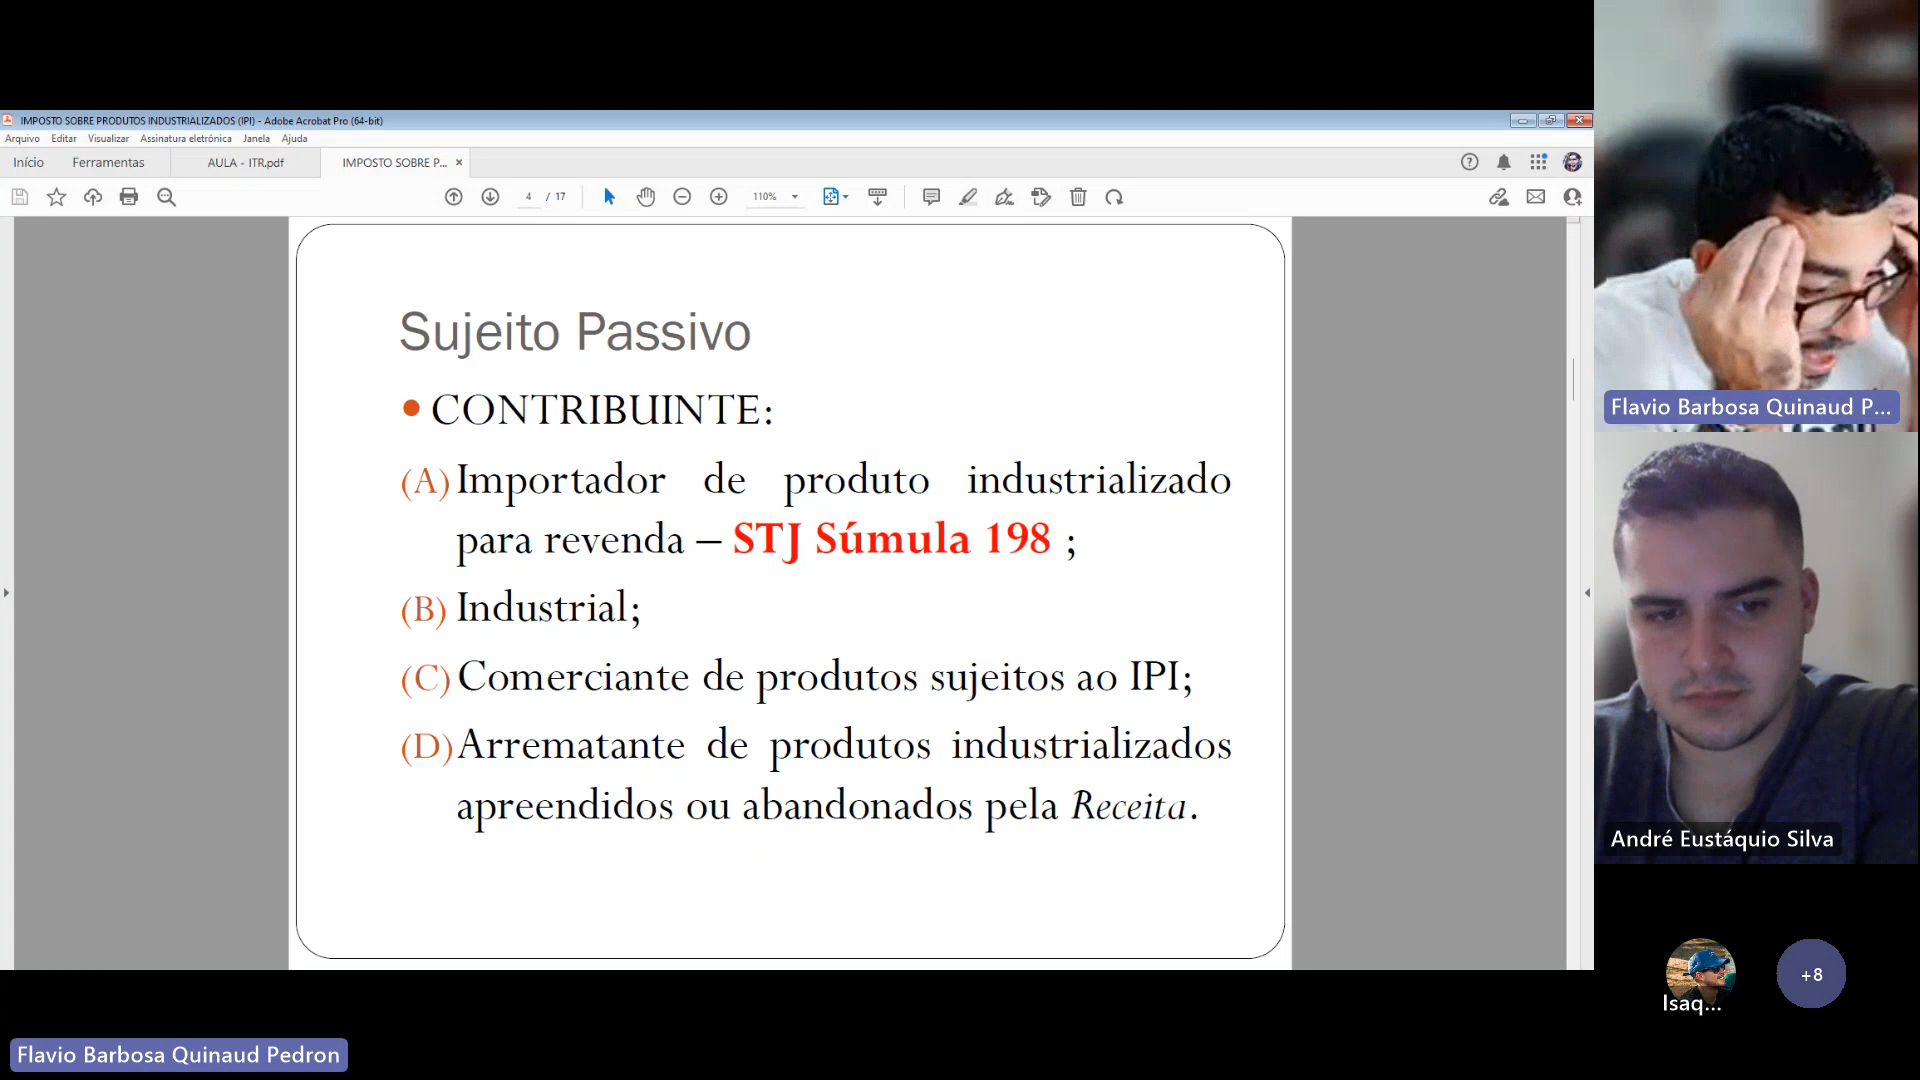 IMPOSTO SOBRE PRODUTOS INDUSTRIALIZADOS (IPI) - Adobe Acrobat Pro (64-bit)
Arquivo Editar Visualizar Assinatura eletrônica Janela Ajuda
Início Ferramentas AULA - ITR.pdf IMPOSTO SOBRE P... ×
4 / 17 110%
Sujeito Passivo
• CONTRIBUINTE:
(A) Importador de produto industrializado
para revenda – STJ Súmula 198 ;
(B) Industrial;
(C) Comerciante de produtos sujeitos ao IPI;
(D) Arrematante de produtos industrializados
apreendidos ou abandonados pela Receita.
Flavio Barbosa Quinaud P...
André Eustáquio Silva
Isaq...
+8
Flavio Barbosa Quinaud Pedron